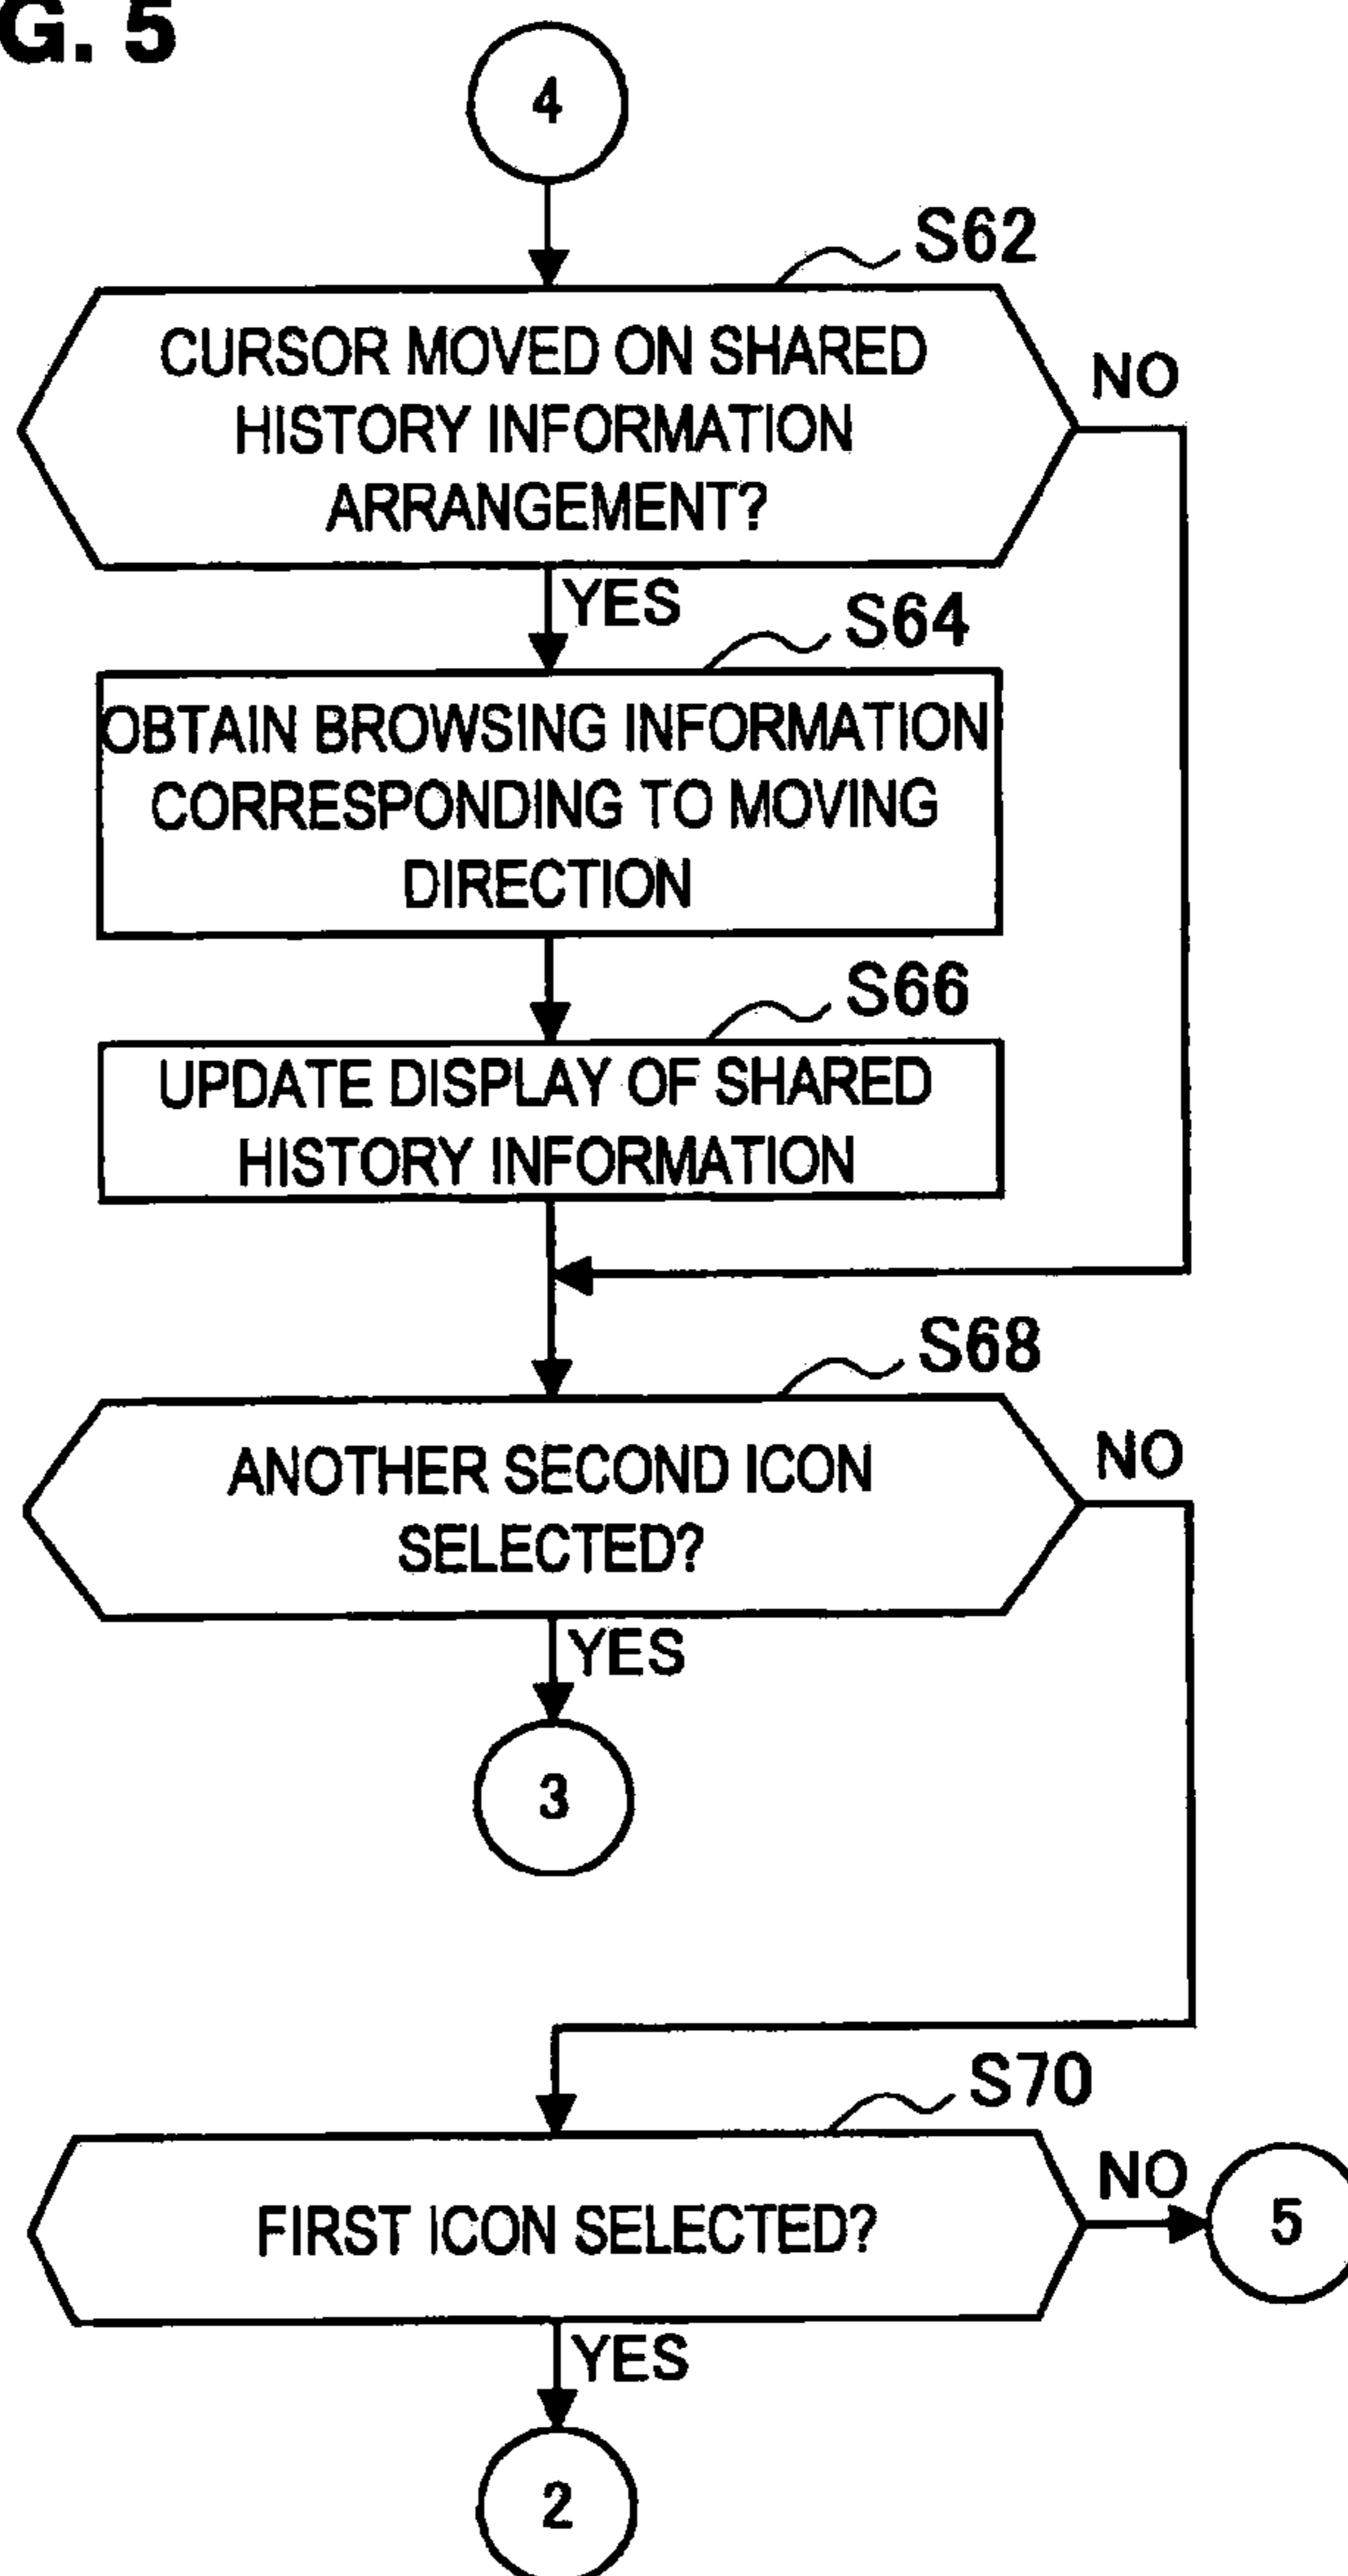 G. 5
4
S62
CURSOR MOVED ON SHARED
HISTORY INFORMATION
ARRANGEMENT?
NO
YES
S64
OBTAIN BROWSING INFORMATION
CORRESPONDING TO MOVING
DIRECTION
S66
UPDATE DISPLAY OF SHARED
HISTORY INFORMATION
S68
ANOTHER SECOND ICON
SELECTED?
NO
YES
3
S70
FIRST ICON SELECTED?
NO
5
YES
2